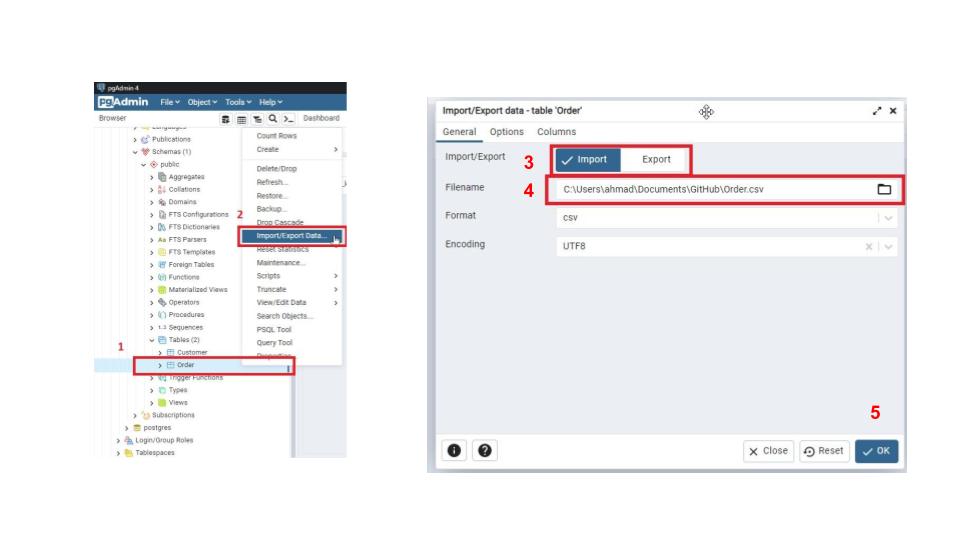 pgAdmin 4
pgAdmin File Object Tools Help
Browser Dashboard
Languages
Publications
Schemas (1)
public
Aggregates
Collations
Domains
FTS Configurations
FTS Dictionaries
FTS Parsers
FTS Templates
Foreign Tables
Functions
Materialized Views
Operators
Procedures
1..3 Sequences
Tables (2)
1
Customer
Order
Trigger Functions
Types
Views
Subscriptions
postgres
Login/Group Roles
Tablespaces
Count Rows
Create
Delete/Drop
Refresh...
Restore...
Backup...
2
Drop Cascade
Import/Export Data...
Reset Statistics
Maintenance...
Scripts
Truncate
View/Edit Data
Search Objects...
PSQL Tool
Query Tool
Properties...
Import/Export data - table 'Order'
General Options Columns
Import/Export 3 Import Export
Filename 4 C:\Users\ahmad\Documents\GitHub\Order.csv
Format csv
Encoding UTF8
5
Close Reset OK